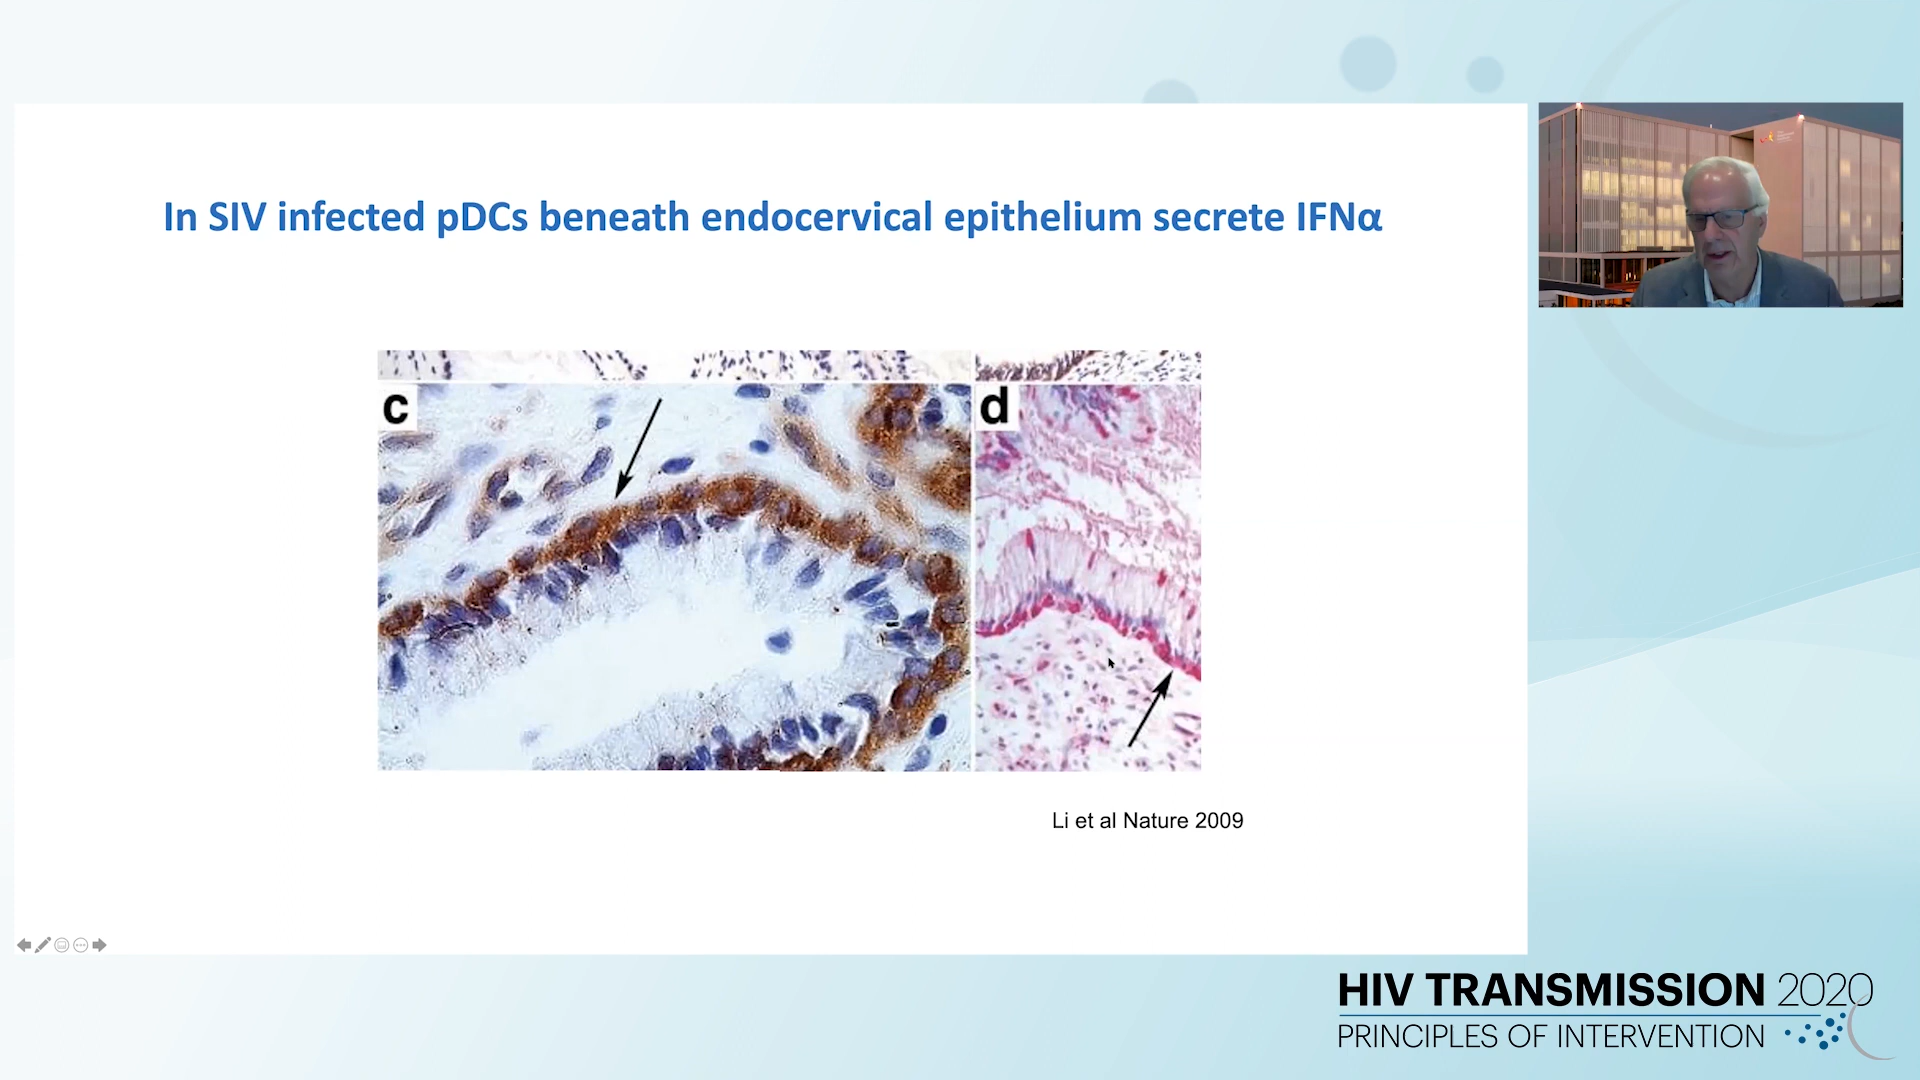 In SIV infected pDCs beneath endocervical epithelium secrete IFNα
c
d
Li et al Nature 2009
HIV TRANSMISSION 2020
PRINCIPLES OF INTERVENTION